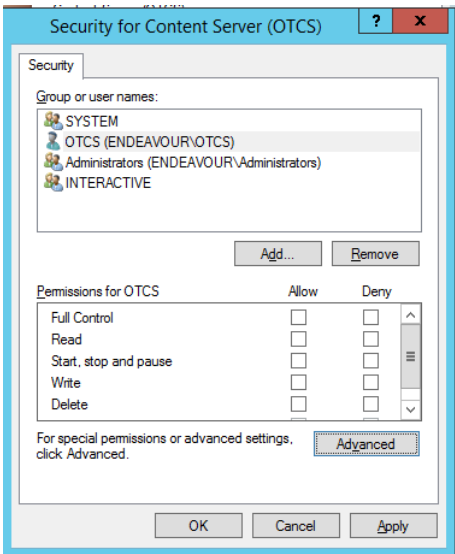 Security for Content Server (OTCS)
? x
Security
Group or user names:
SYSTEM
OTCS (ENDEAVOUR\OTCS)
Administrators (ENDEAVOUR\Administrators)
INTERACTIVE
Add... Remove
Permissions for OTCS Allow Deny
Full Control
Read
Start, stop and pause
Write
Delete
For special permissions or advanced settings,
click Advanced.
Advanced
OK Cancel Apply